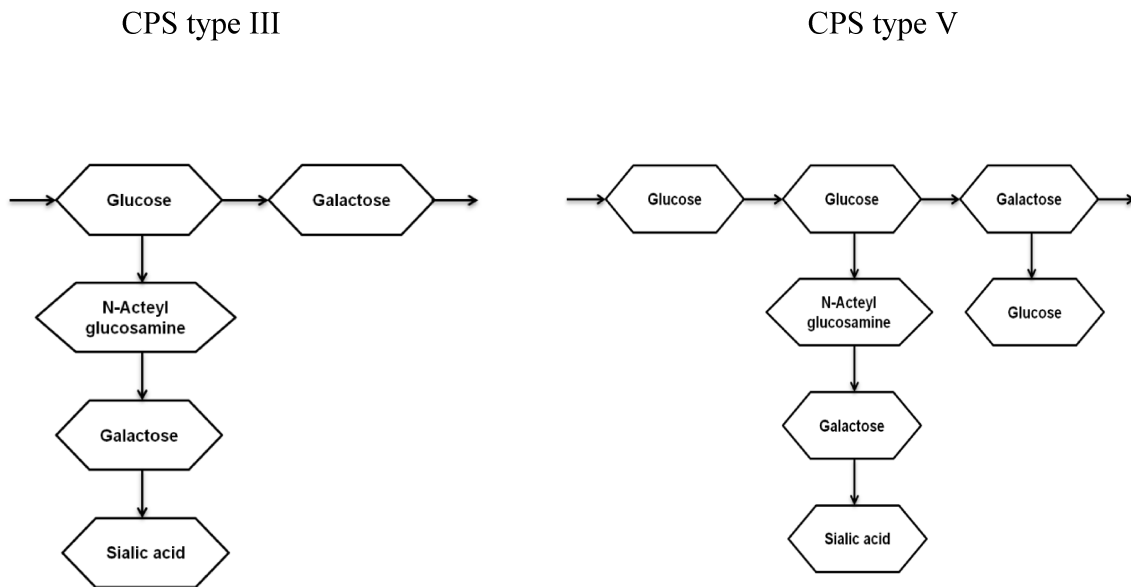 CPS type III
Glucose
Galactose
N-Acteyl
glucosamine
Galactose
Sialic acid
CPS type V
Glucose
Glucose
Galactose
N-Acteyl
glucosamine
Glucose
Galactose
Sialic acid